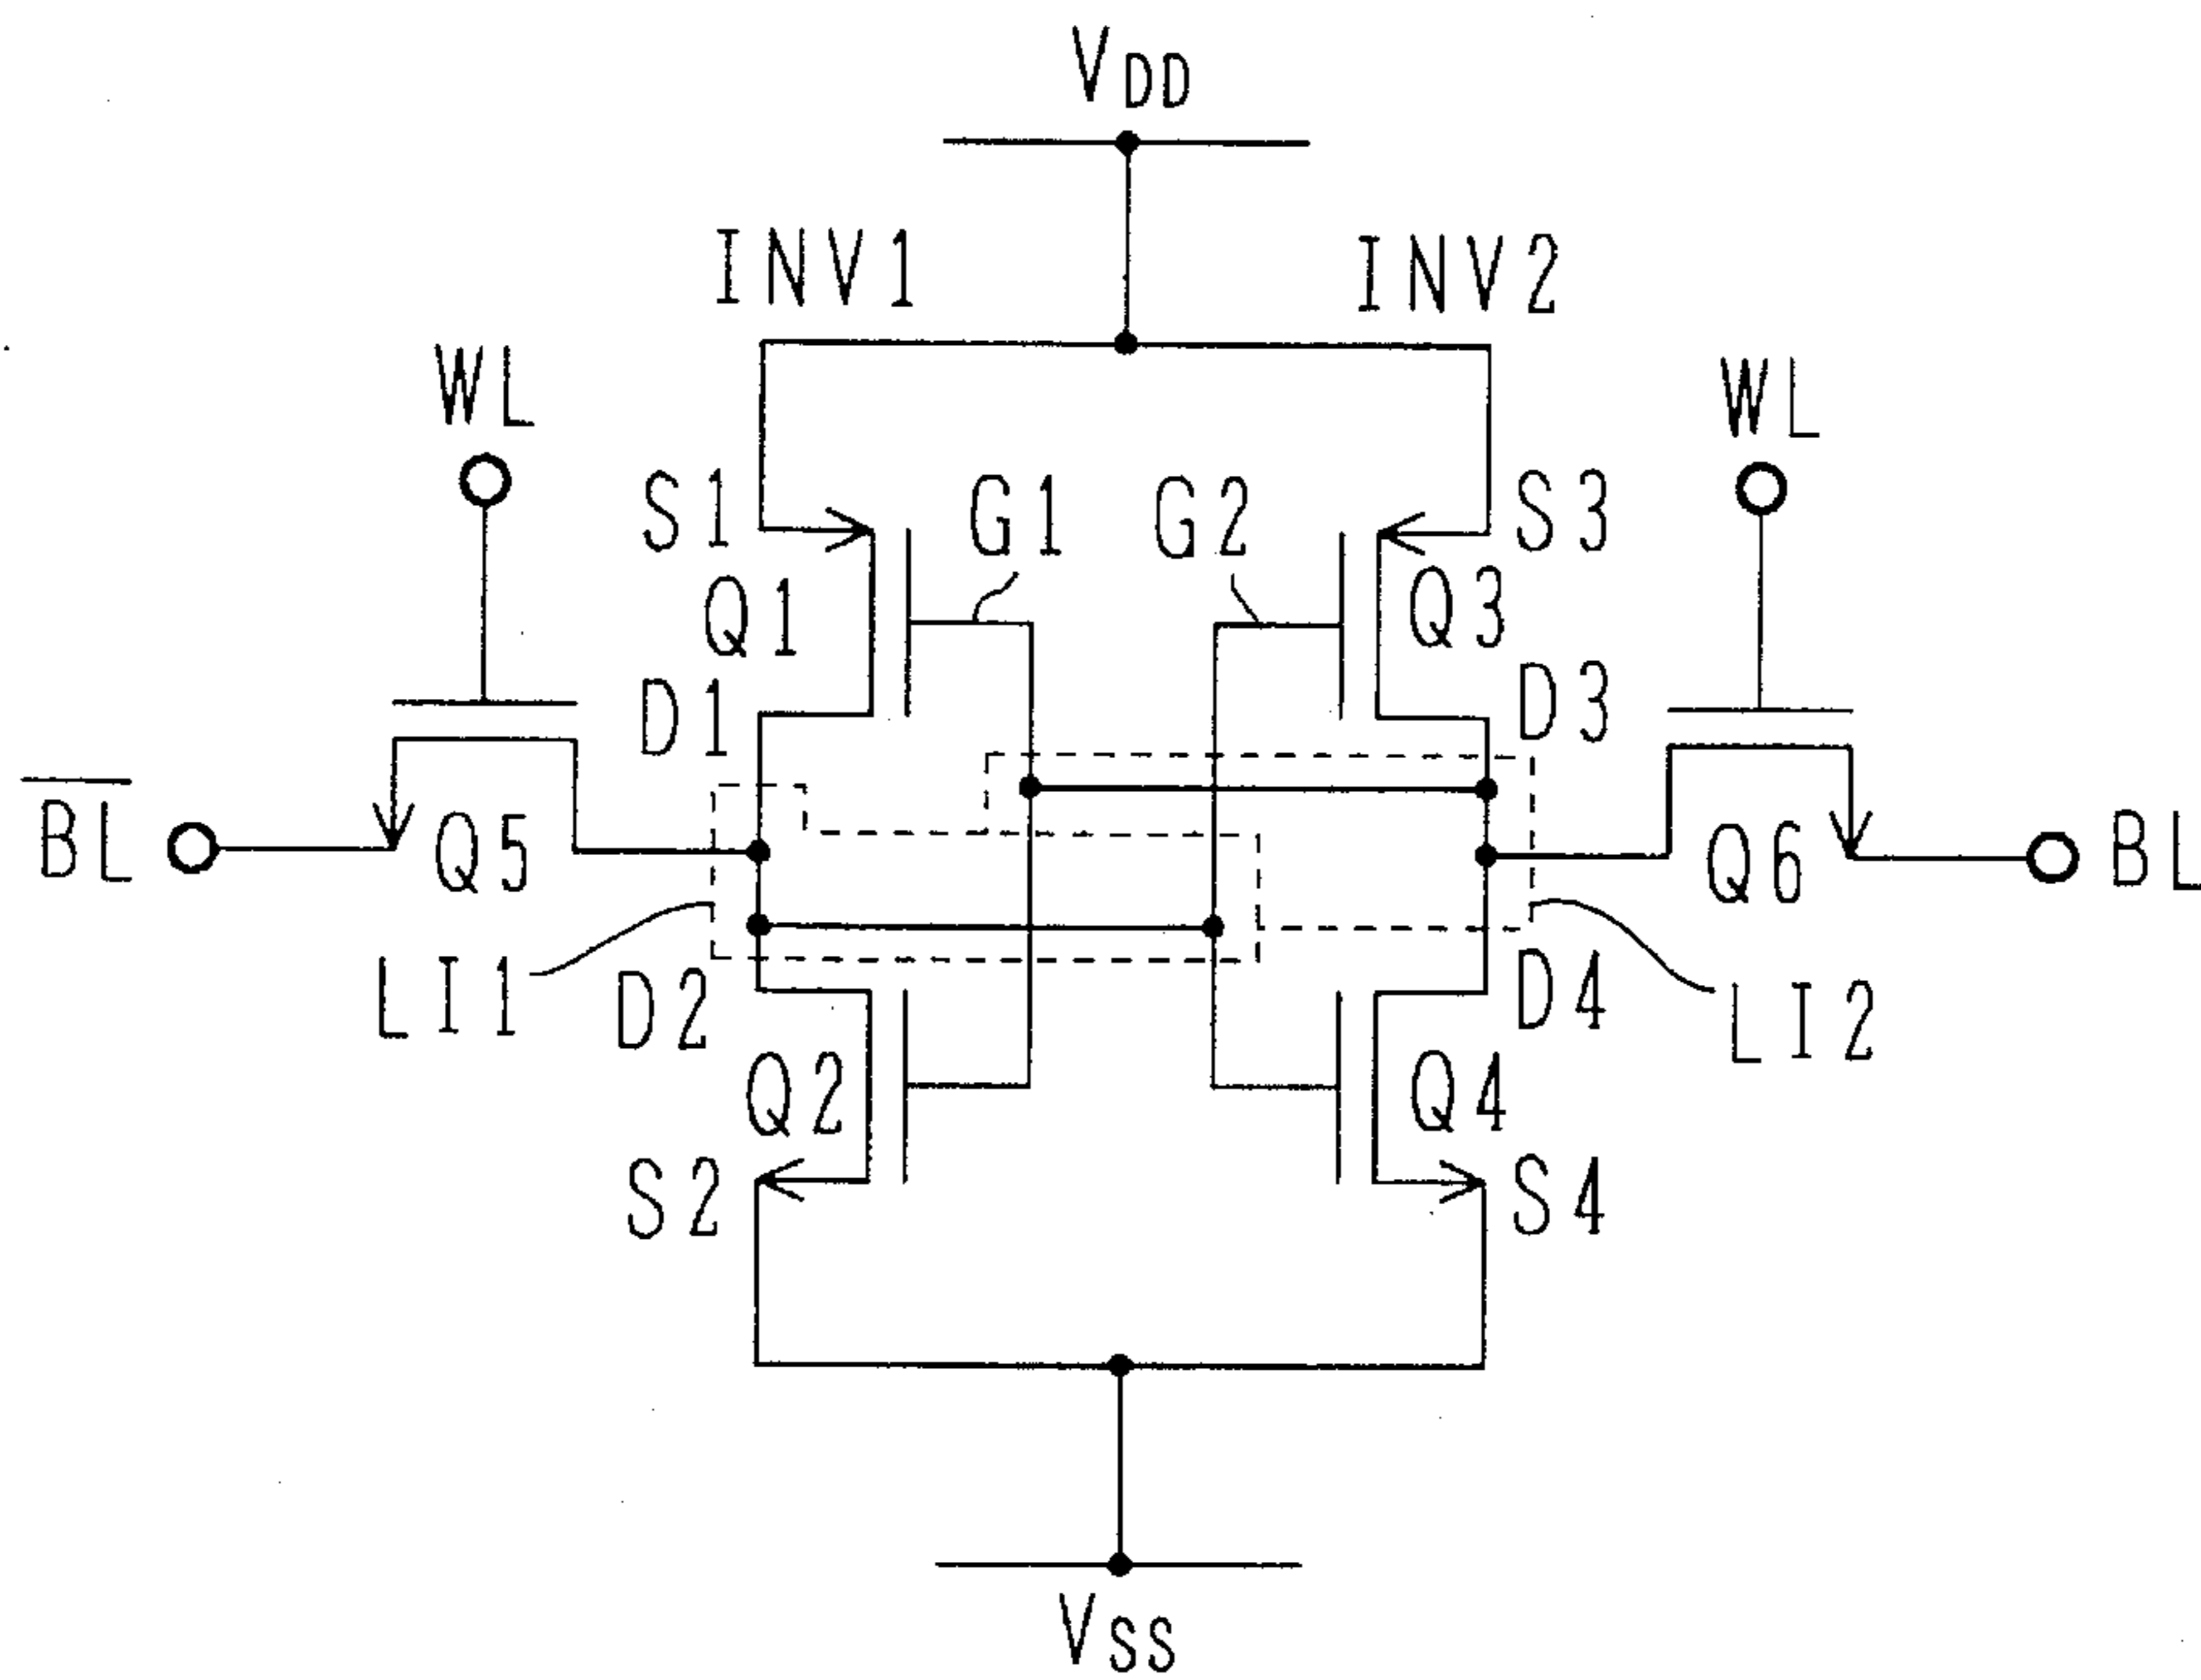 VDD
INV1
INV2
WL
WL
S1
G1
G2
S3
Q1
Q3
D1
D3
B̅L̅
Q5
Q6
BL
LI1
D2
D4
LI2
Q2
Q4
S2
S4
VSS